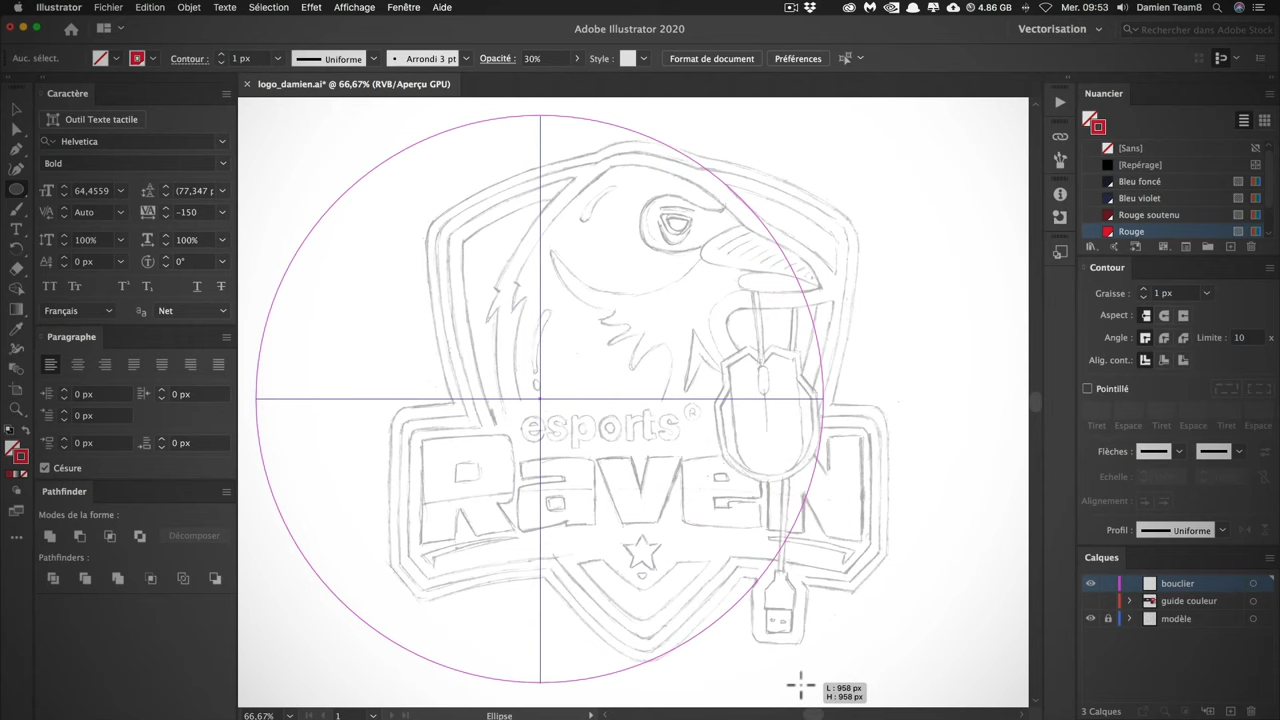 Illustrator Fichier Edition Objet Texte Sélection Effet Affichage Fenêtre Aide 4.86 GB Mar. 09:53 Damien Team8
Adobe Illustrator 2020 Vectorisation Rechercher dans Adobe Stock
Auc. sélect. Contour : 1 px Uniforme Arrondi 3 pt Opacité : 30% Style : Format de document Préférences
× logo_damien.ai* @ 66,67% (RVB/Aperçu GPU)
Caractère
Outil Texte tactile
Helvetica
Bold
64,4559 (77,347 p
Auto -150
100% 100%
0 px 0°
Français Net
Paragraphe
0 px 0 px
0 px
0 px 0 px
Césure
Pathfinder
Modes de la forme :
Décomposer
Pathfinders :
esports®
Raven
L : 958 px
H : 958 px
66,67% 1 Ellipse
Nuancier
[Sans]
[Repérage]
Bleu foncé
Bleu violet
Rouge soutenu
Rouge
Contour
Graisse : 1 px
Aspect :
Angle : Limite : 10 x
Alig. cont. :
Pointillé
Tiret Espace Tiret Espace Tiret Espace
Flèches :
Echelle :
Alignement :
Profil : Uniforme
Calques
bouclier
guide couleur
modèle
3 Calques